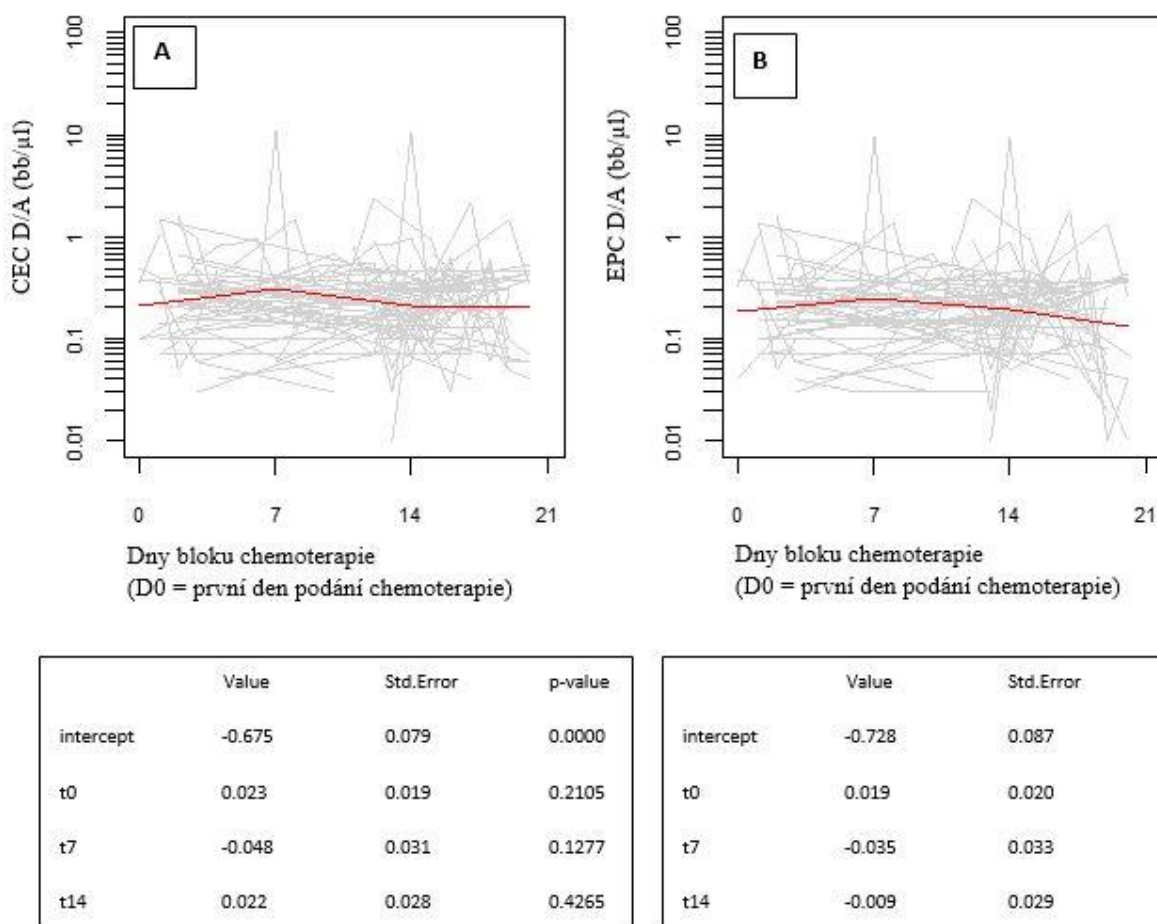 A
CEC D/A (bb/µl)
100
10
1
0.1
0.01
0 7 14 21
Dny bloku chemoterapie
(D0 = první den podání chemoterapie)
B
EPC D/A (bb/µl)
100
10
1
0.1
0.01
0 7 14 21
Dny bloku chemoterapie
(D0 = první den podání chemoterapie)
Value Std.Error p-value
intercept -0.675 0.079 0.0000
t0 0.023 0.019 0.2105
t7 -0.048 0.031 0.1277
t14 0.022 0.028 0.4265
Value Std.Error
intercept -0.728 0.087
t0 0.019 0.020
t7 -0.035 0.033
t14 -0.009 0.029